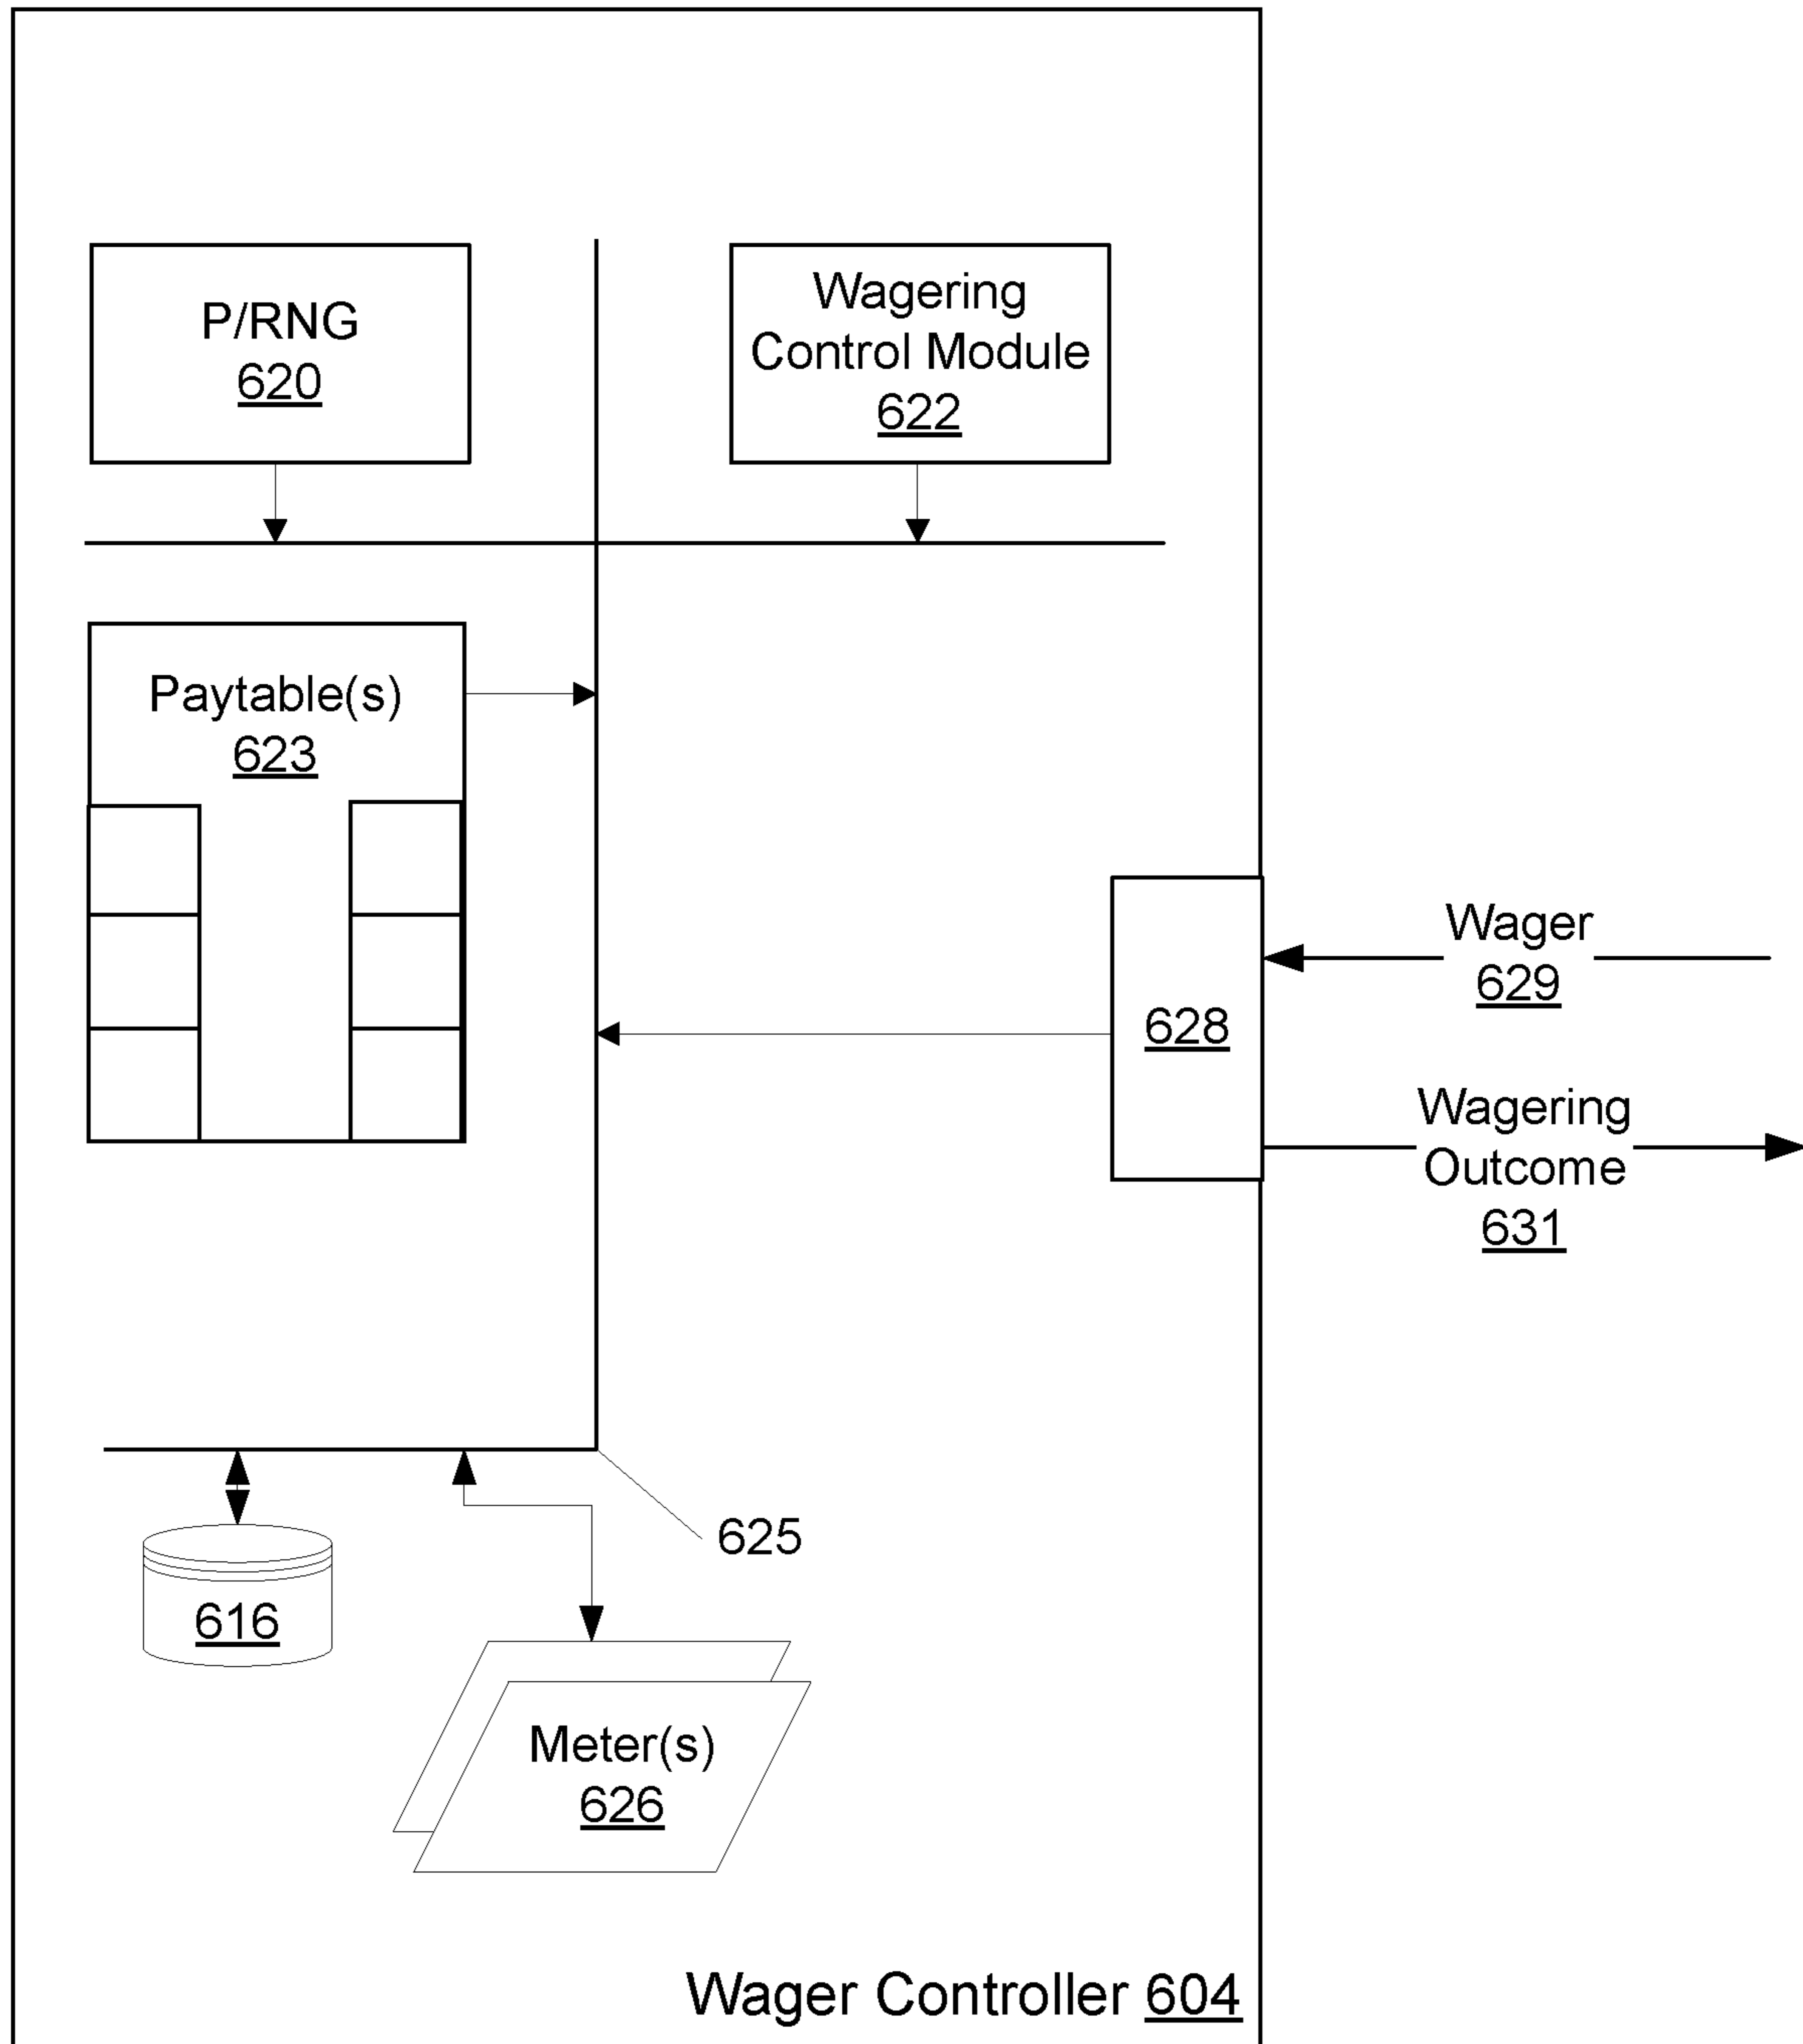 P/RNG
620
Wagering
Control Module
622
Paytable(s)
623
Wager
629
628
Wagering
Outcome
631
625
616
Meter(s)
626
Wager Controller 604